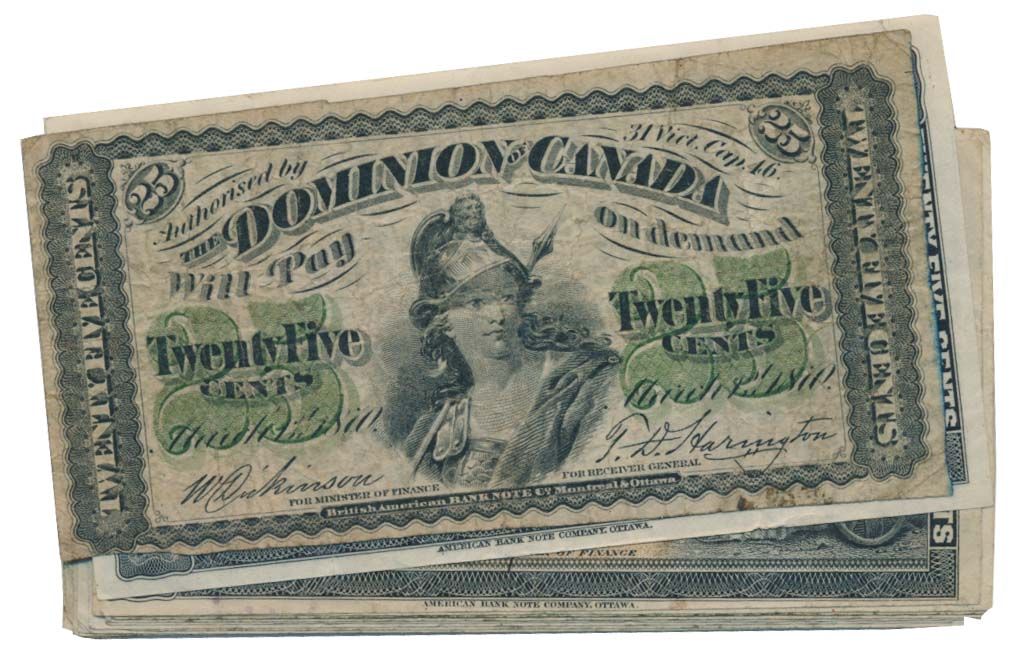 25 25
Authorised by 31 Vict. Cap. 46.
THE DOMINION OF CANADA
Will Pay on demand
Twenty Five Twenty Five
CENTS CENTS
March 1st, 1870. March 1st, 1870.
W Dickinson T. D. Harington
FOR MINISTER OF FINANCE FOR RECEIVER GENERAL
British American BANK NOTE Co. Montreal & Ottawa
TWENTY FIVE CENTS
TWENTY FIVE CENTS
TWENTY FIVE CENTS
AMERICAN BANK NOTE COMPANY, OTTAWA.
OF FINANCE
AMERICAN BANK NOTE COMPANY, OTTAWA.